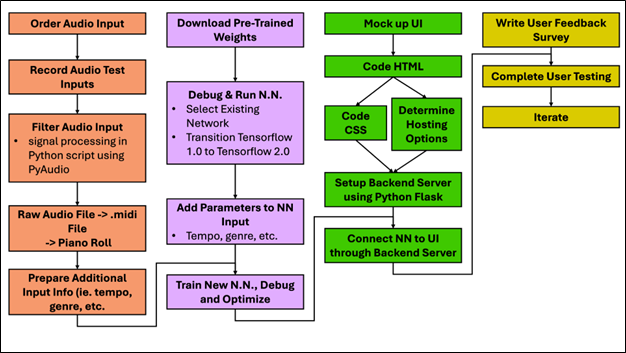 Order Audio Input
Record Audio Test
Inputs
Filter Audio Input
• signal processing in
Python script using
PyAudio
Raw Audio File -> .midi
File
-> Piano Roll
Prepare Additional
Input Info (ie. tempo,
genre, etc.
Download Pre-Trained
Weights
Debug & Run N.N.
• Select Existing
Network
• Transition Tensorflow
1.0 to Tensorflow 2.0
Add Parameters to NN
Input
• Tempo, genre, etc.
Train New N.N., Debug
and Optimize
Mock up UI
Code HTML
Code
CSS
Determine
Hosting
Options
Setup Backend Server
using Python Flask
Connect NN to UI
through Backend Server
Write User Feedback
Survey
Complete User Testing
Iterate